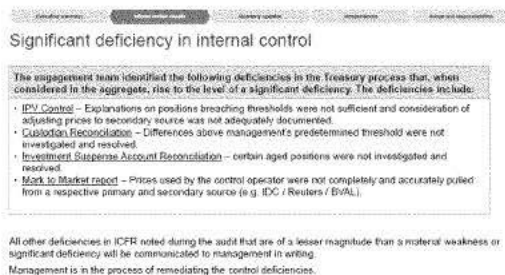 Executive summary
Significant deficiency in internal control
The engagement team identified the following deficiencies in the Treasury process that, when
considered in the aggregate, rise to the level of a significant deficiency. The deficiencies include:
• IPV Control – Explanations on positions breaching thresholds were not sufficient and consideration of
adjusting prices to secondary source was not adequately documented.
• Custodian Reconciliation – Differences above management's predetermined threshold were not
investigated and resolved.
• Investment Suspense Account Reconciliation – certain aged positions were not investigated and
resolved.
• Mark to Market report – Prices used by the control operator were not completely and accurately pulled
from a respective primary and secondary source (e.g. IDC / Reuters / BVAL).
All other deficiencies in ICFR noted during the audit that are of a lesser magnitude than a material weakness or
significant deficiency will be communicated to management in writing.
Management is in the process of remediating the control deficiencies.